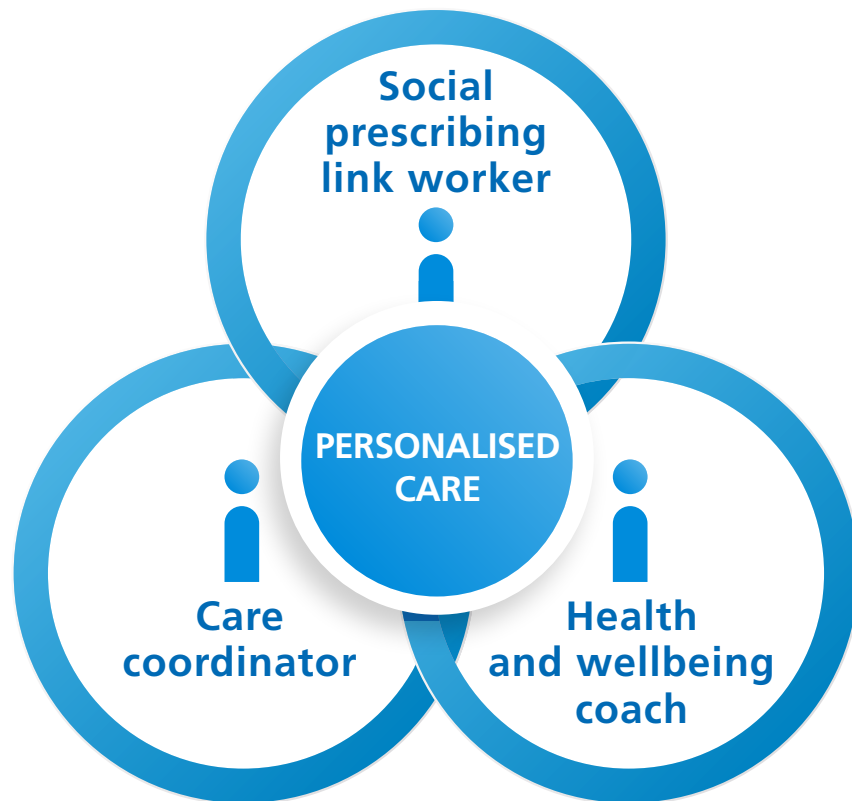 Social
prescribing
link worker
PERSONALISED
CARE
Care
coordinator
Health
and wellbeing
coach